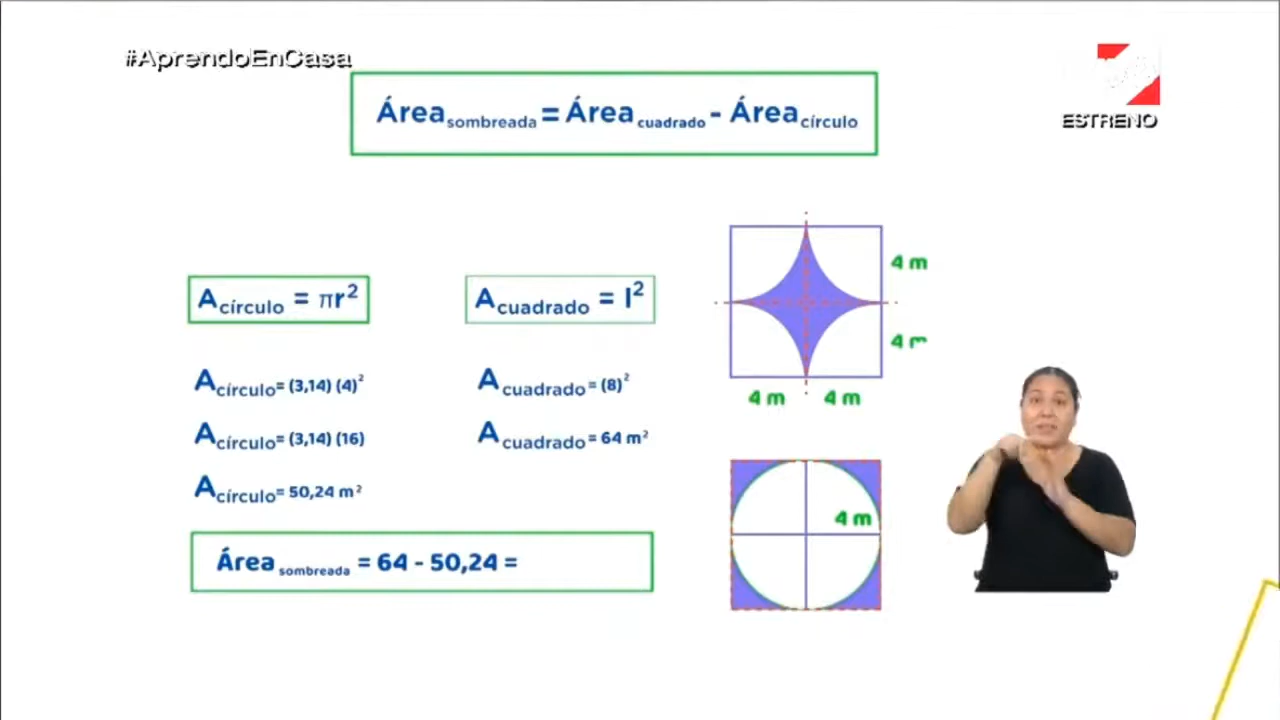 #AprendoEnCasa
Área sombreada = Área cuadrado - Área círculo
ESTRENO
A círculo = πr²
A cuadrado = l²
A círculo = (3,14) (4)²
A cuadrado = (8)²
A círculo = (3,14) (16)
A cuadrado = 64 m²
A círculo = 50,24 m²
Área sombreada = 64 - 50,24 =
4 m
4 m
4 m
4 m
4 m